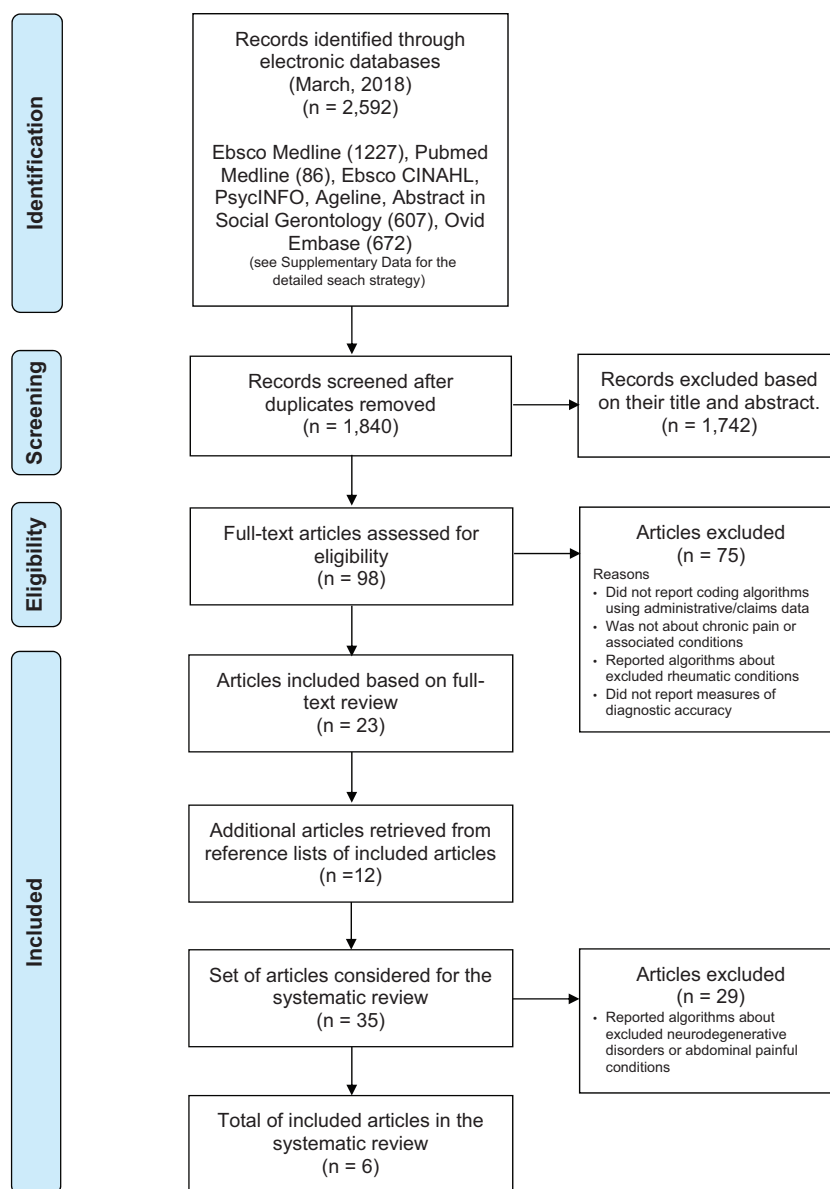 Identification
Records identified through
electronic databases
(March, 2018)
(n = 2,592)
Ebsco Medline (1227), Pubmed
Medline (86), Ebsco CINAHL,
PsycINFO, Ageline, Abstract in
Social Gerontology (607), Ovid
Embase (672)
(see Supplementary Data for the
detailed seach strategy)
Screening
Records screened after
duplicates removed
(n = 1,840)
Records excluded based
on their title and abstract.
(n = 1,742)
Eligibility
Full-text articles assessed for
eligibility
(n = 98)
Articles excluded
(n = 75)
Reasons
• Did not report coding algorithms
using administrative/claims data
• Was not about chronic pain or
associated conditions
• Reported algorithms about
excluded rheumatic conditions
• Did not report measures of
diagnostic accuracy
Included
Articles included based on full-
text review
(n = 23)
Additional articles retrieved from
reference lists of included articles
(n =12)
Set of articles considered for the
systematic review
(n = 35)
Articles excluded
(n = 29)
• Reported algorithms about
excluded neurodegenerative
disorders or abdominal painful
conditions
Total of included articles in the
systematic review
(n = 6)